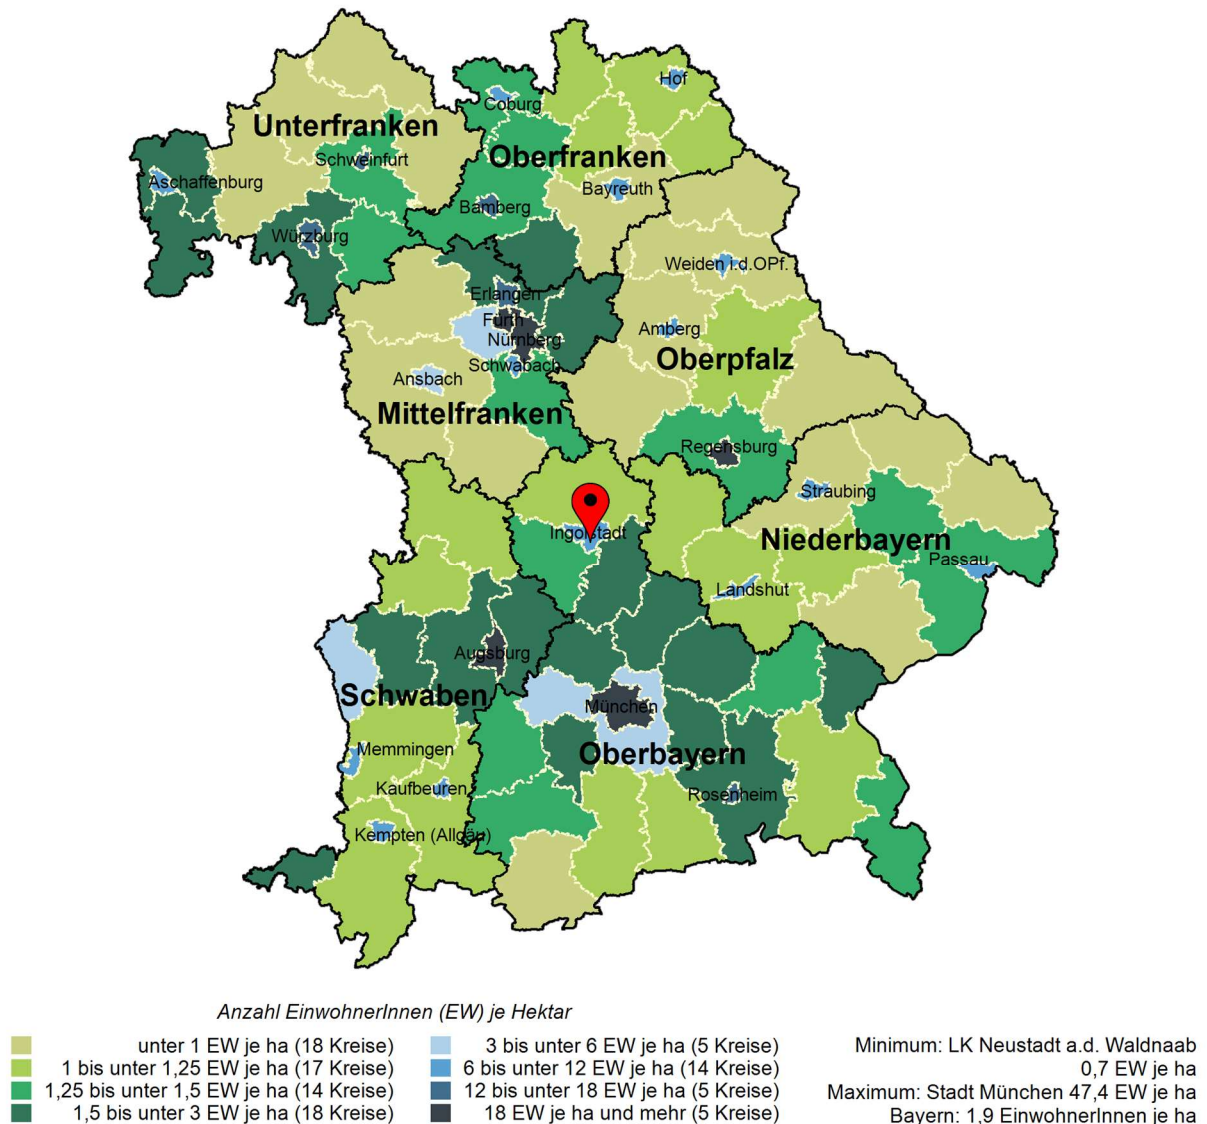 Hof
Coburg
Unterfranken
Oberfranken
Schweinfurt
Aschaffenburg
Bayreuth
Bamberg
Würzburg
Weiden i.d.OPf.
Erlangen
Fürth
Nürnberg
Amberg
Oberpfalz
Schwabach
Ansbach
Mittelfranken
Regensburg
Straubing
Ingolstadt
Niederbayern
Passau
Landshut
Augsburg
Schwaben
München
Memmingen
Oberbayern
Kaufbeuren
Rosenheim
Kempten (Allgäu)
Anzahl EinwohnerInnen (EW) je Hektar
unter 1 EW je ha (18 Kreise)
1 bis unter 1,25 EW je ha (17 Kreise)
1,25 bis unter 1,5 EW je ha (14 Kreise)
1,5 bis unter 3 EW je ha (18 Kreise)
3 bis unter 6 EW je ha (5 Kreise)
6 bis unter 12 EW je ha (14 Kreise)
12 bis unter 18 EW je ha (5 Kreise)
18 EW je ha und mehr (5 Kreise)
Minimum: LK Neustadt a.d. Waldnaab
0,7 EW je ha
Maximum: Stadt München 47,4 EW je ha
Bayern: 1,9 EinwohnerInnen je ha